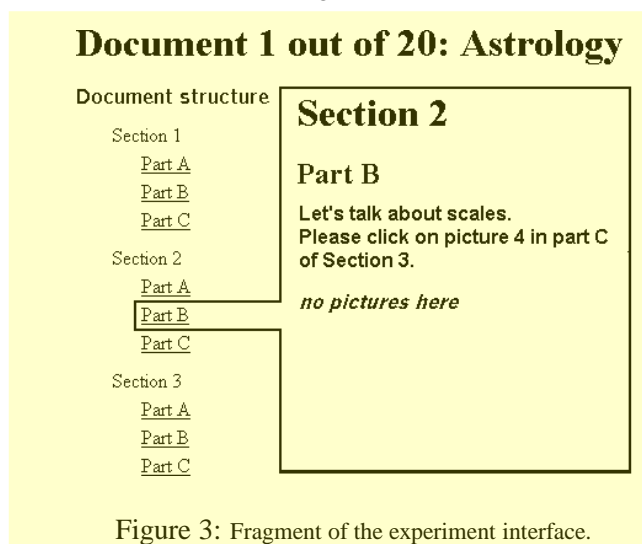 Document 1 out of 20: Astrology
Document structure
Section 1
Part A
Part B
Part C
Section 2
Part A
Part B
Part C
Section 3
Part A
Part B
Part C
Section 2
Part B
Let's talk about scales.
Please click on picture 4 in part C
of Section 3.
no pictures here
Figure 3: Fragment of the experiment interface.